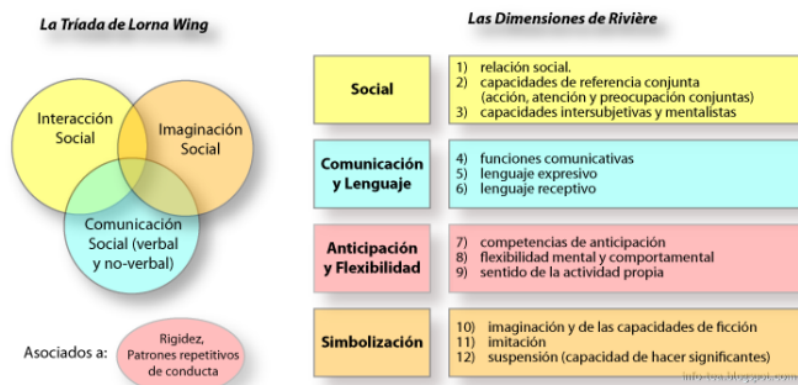 La Tríada de Lorna Wing
Interacción
Social
Imaginación
Social
Comunicación
Social (verbal
y no-verbal)
Asociados a:
Rigidez,
Patrones repetitivos
de conducta
Las Dimensiones de Rivière
Social
1) relación social.
2) capacidades de referencia conjunta
(acción, atención y preocupación conjuntas)
3) capacidades intersubjetivas y mentalistas
Comunicación
y Lenguaje
4) funciones comunicativas
5) lenguaje expresivo
6) lenguaje receptivo
Anticipación
y Flexibilidad
7) competencias de anticipación
8) flexibilidad mental y comportamental
9) sentido de la actividad propia
Simbolización
10) imaginación y de las capacidades de ficción
11) imitación
12) suspensión (capacidad de hacer significantes)
info-tea.blogspot.com